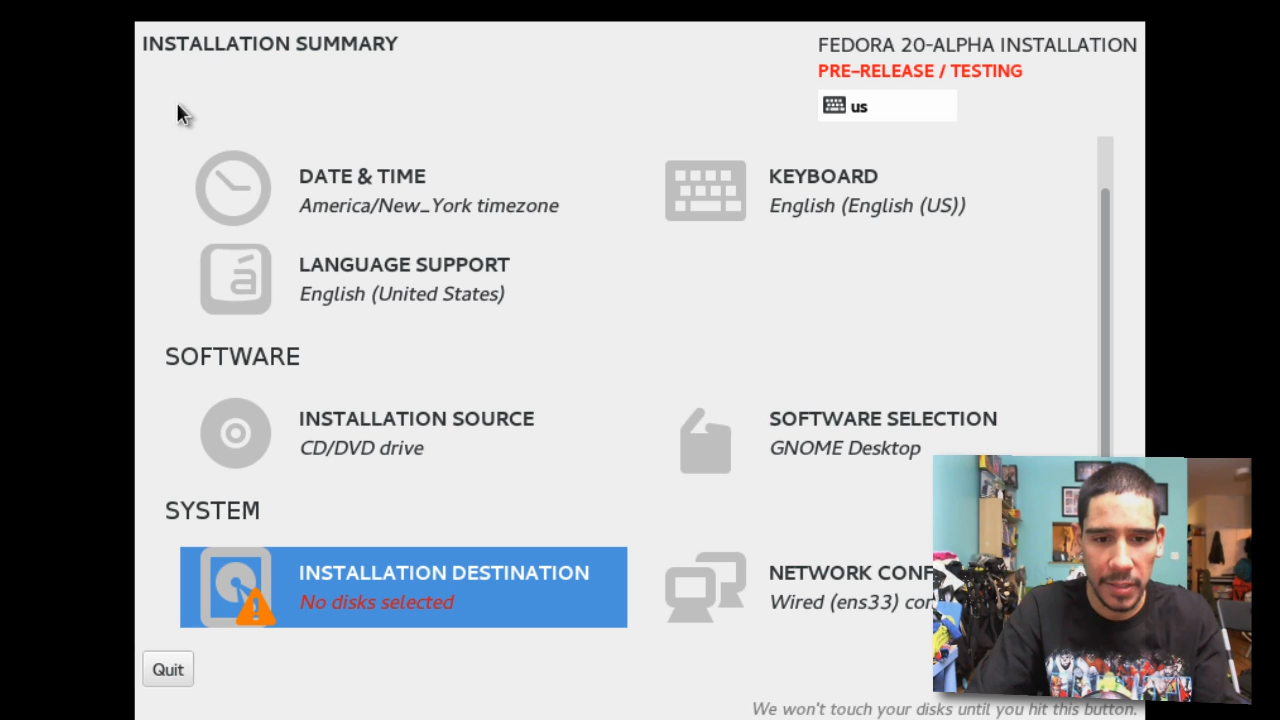 INSTALLATION SUMMARY
FEDORA 20-ALPHA INSTALLATION
PRE-RELEASE / TESTING
us
DATE & TIME
America/New_York timezone
KEYBOARD
English (English (US))
LANGUAGE SUPPORT
English (United States)
SOFTWARE
INSTALLATION SOURCE
CD/DVD drive
SOFTWARE SELECTION
GNOME Desktop
SYSTEM
INSTALLATION DESTINATION
No disks selected
NETWORK CONF
Wired (ens33) con
Quit
We won't touch your disks until you hit this button.